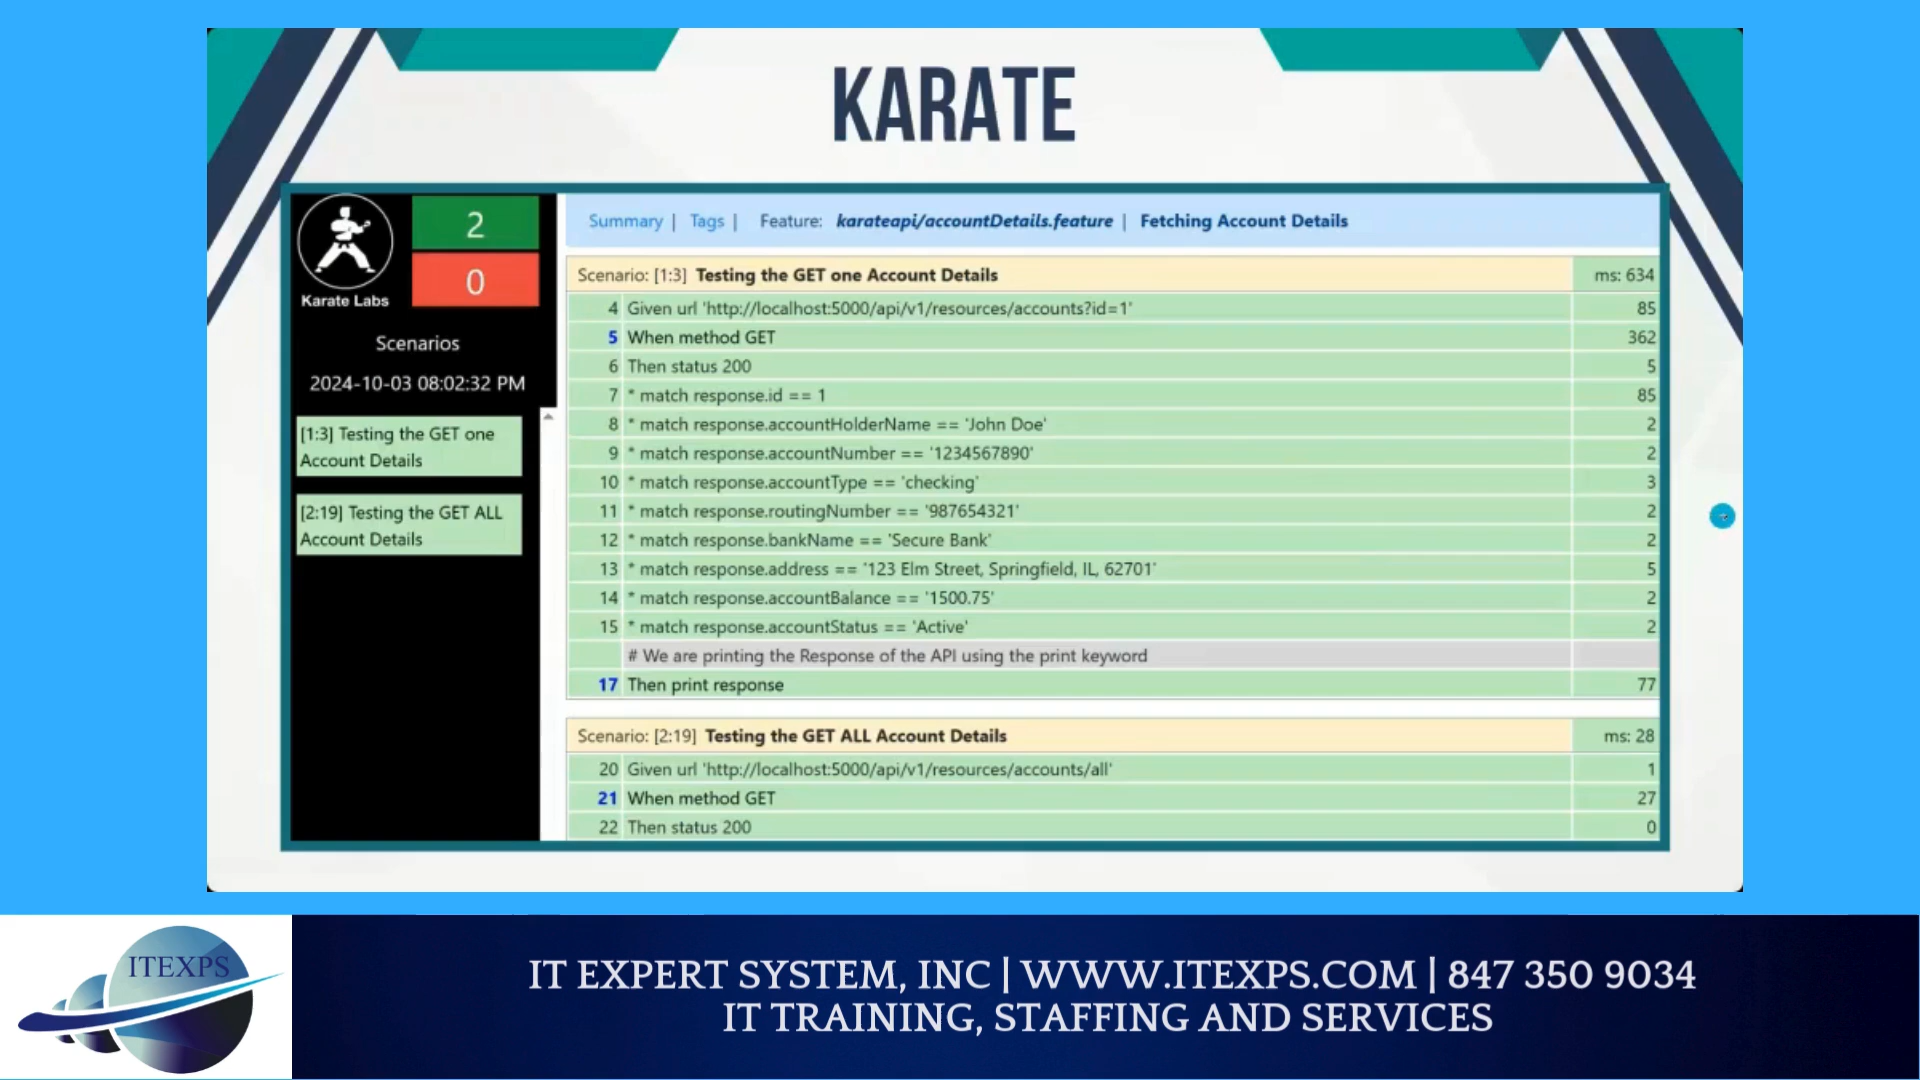 KARATE
Karate Labs
2
0
Scenarios
2024-10-03 08:02:32 PM
[1:3] Testing the GET one
Account Details
[2:19] Testing the GET ALL
Account Details
Summary | Tags | Feature: karateapi/accountDetails.feature | Fetching Account Details
Scenario: [1:3] Testing the GET one Account Details ms: 634
4 Given url 'http://localhost:5000/api/v1/resources/accounts?id=1' 85
5 When method GET 362
6 Then status 200 5
7 * match response.id == 1 85
8 * match response.accountHolderName == 'John Doe' 2
9 * match response.accountNumber == '1234567890' 2
10 * match response.accountType == 'checking' 3
11 * match response.routingNumber == '987654321' 2
12 * match response.bankName == 'Secure Bank' 2
13 * match response.address == '123 Elm Street, Springfield, IL, 62701' 5
14 * match response.accountBalance == '1500.75' 2
15 * match response.accountStatus == 'Active' 2
# We are printing the Response of the API using the print keyword
17 Then print response 77
Scenario: [2:19] Testing the GET ALL Account Details ms: 28
20 Given url 'http://localhost:5000/api/v1/resources/accounts/all' 1
21 When method GET 27
22 Then status 200 0
ITEXPS
IT EXPERT SYSTEM, INC | WWW.ITEXPS.COM | 847 350 9034
IT TRAINING, STAFFING AND SERVICES